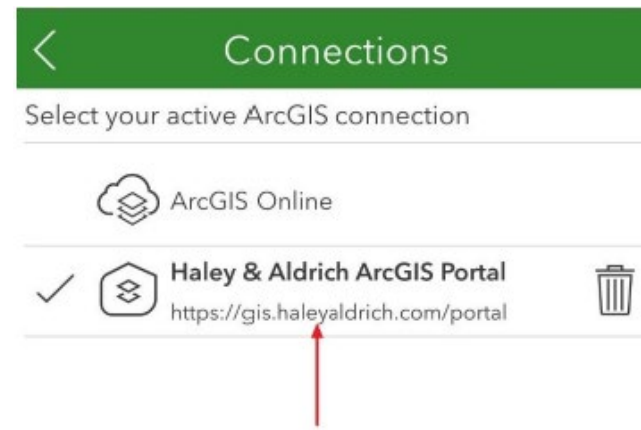 Connections
Select your active ArcGIS connection
ArcGIS Online
Haley & Aldrich ArcGIS Portal
https://gis.haleyaldrich.com/portal